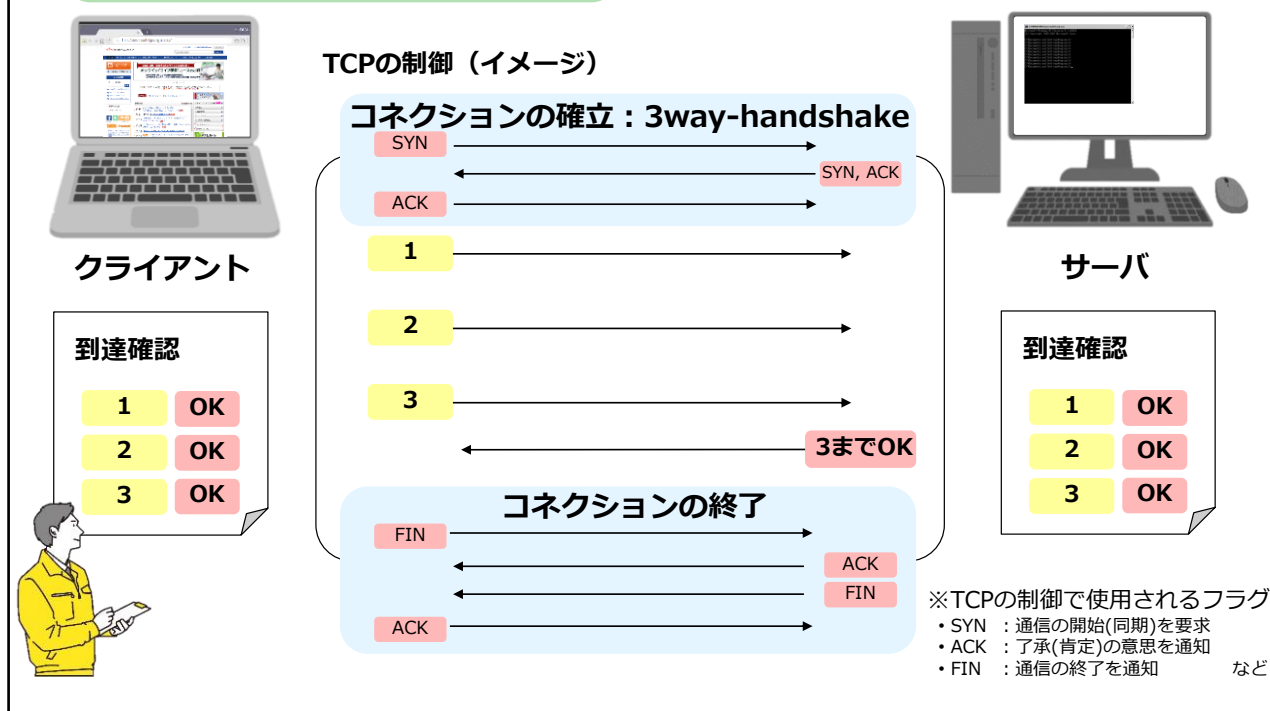 TCPの制御（イメージ）
コネクションの確立：3way-handshake
SYN
SYN, ACK
ACK
クライアント
サーバ
1
2
3
3までOK
到達確認
1 OK
2 OK
3 OK
到達確認
1 OK
2 OK
3 OK
コネクションの終了
FIN
ACK
FIN
ACK
※TCPの制御で使用されるフラグ
・SYN ：通信の開始(同期)を要求
・ACK ：了承(肯定)の意思を通知
・FIN ：通信の終了を通知 など